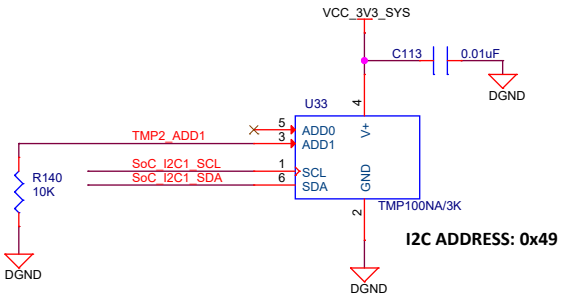 VCC_3V3_SYS
C113
0.01uF
DGND
U33
4
V+
5
ADD0
TMP2_ADD1
3
ADD1
SoC_I2C1_SCL
1
SCL
SoC_I2C1_SDA
6
SDA
GND
2
R140
10K
TMP100NA/3K
I2C ADDRESS: 0x49
DGND
DGND